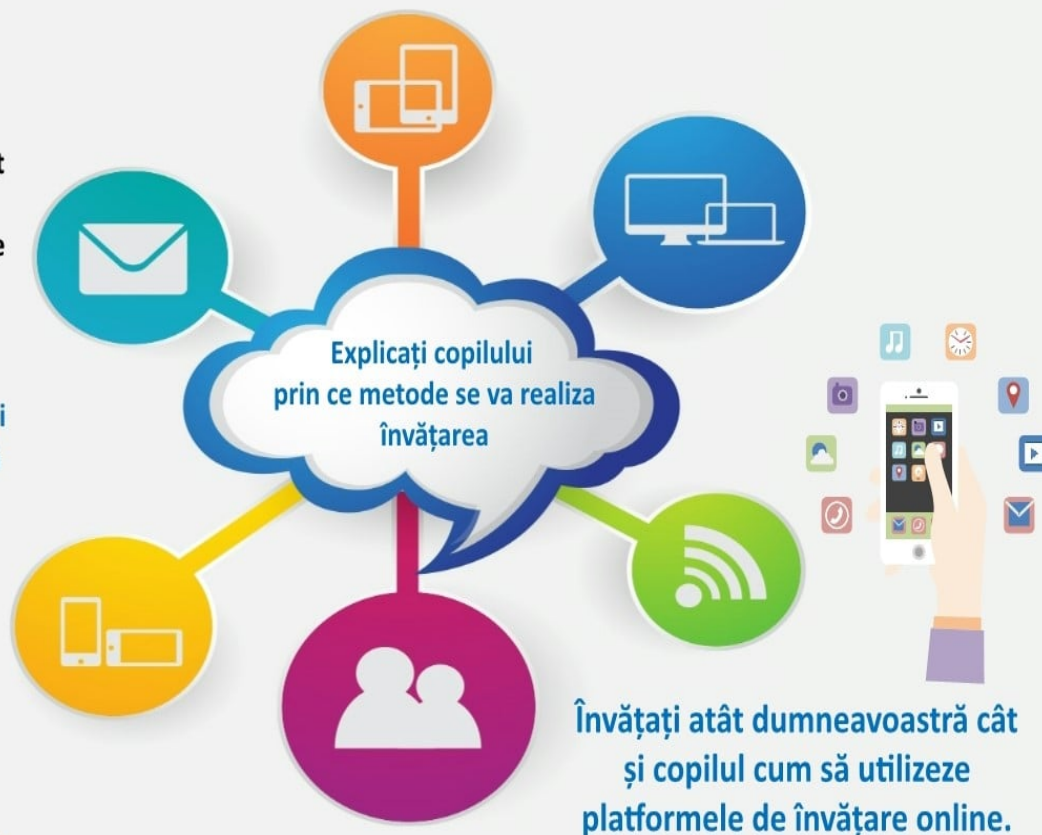 Explicați copilului
prin ce metode se va realiza
învățarea
Învățați atât dumneavoastră cât
și copilul cum să utilizeze
platformele de învățare online.